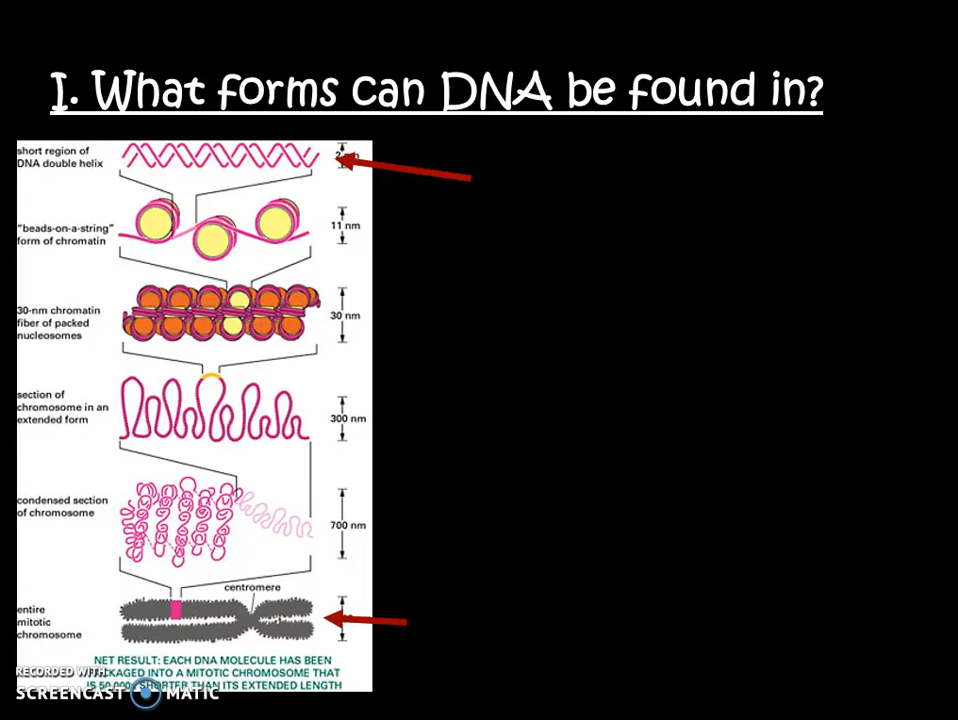 I. What forms can DNA be found in?
short region of
DNA double helix
"beads-on-a-string"
form of chromatin
11 nm
30-nm chromatin
fiber of packed
nucleosomes
30 nm
section of
chromosome in an
extended form
300 nm
condensed section
of chromosome
700 nm
centromere
entire
mitotic
chromosome
NET RESULT: EACH DNA MOLECULE HAS BEEN
PACKAGED INTO A MITOTIC CHROMOSOME THAT
IS SHORTER THAN ITS EXTENDED LENGTH
RECORDED WITH
SCREENCAST MATIC